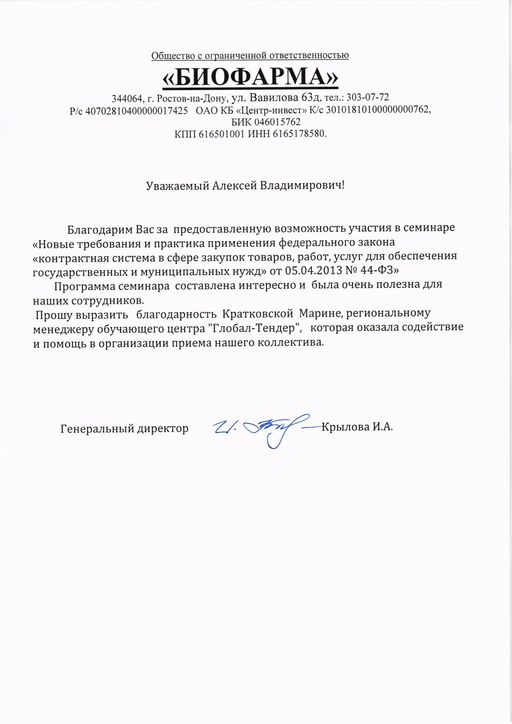 Общество с ограниченной ответственностью
«БИОФАРМА»
344064, г. Ростов-на-Дону, ул. Вавилова 63д, тел.: 303-07-72
Р/с 40702810400000017425 ОАО КБ «Центр-инвест» К/с 30101810100000000762,
БИК 046015762
КПП 616501001 ИНН 6165178580.
Уважаемый Алексей Владимирович!
Благодарим Вас за предоставленную возможность участия в семинаре
«Новые требования и практика применения федерального закона
«контрактная система в сфере закупок товаров, работ, услуг для обеспечения
государственных и муниципальных нужд» от 05.04.2013 № 44-ФЗ»
Программа семинара составлена интересно и была очень полезна для
наших сотрудников.
Прошу выразить благодарность Кратковской Марине, региональному
менеджеру обучающего центра "Глобал-Тендер", которая оказала содействие
и помощь в организации приема нашего коллектива.
Генеральный директор Крылова И.А.